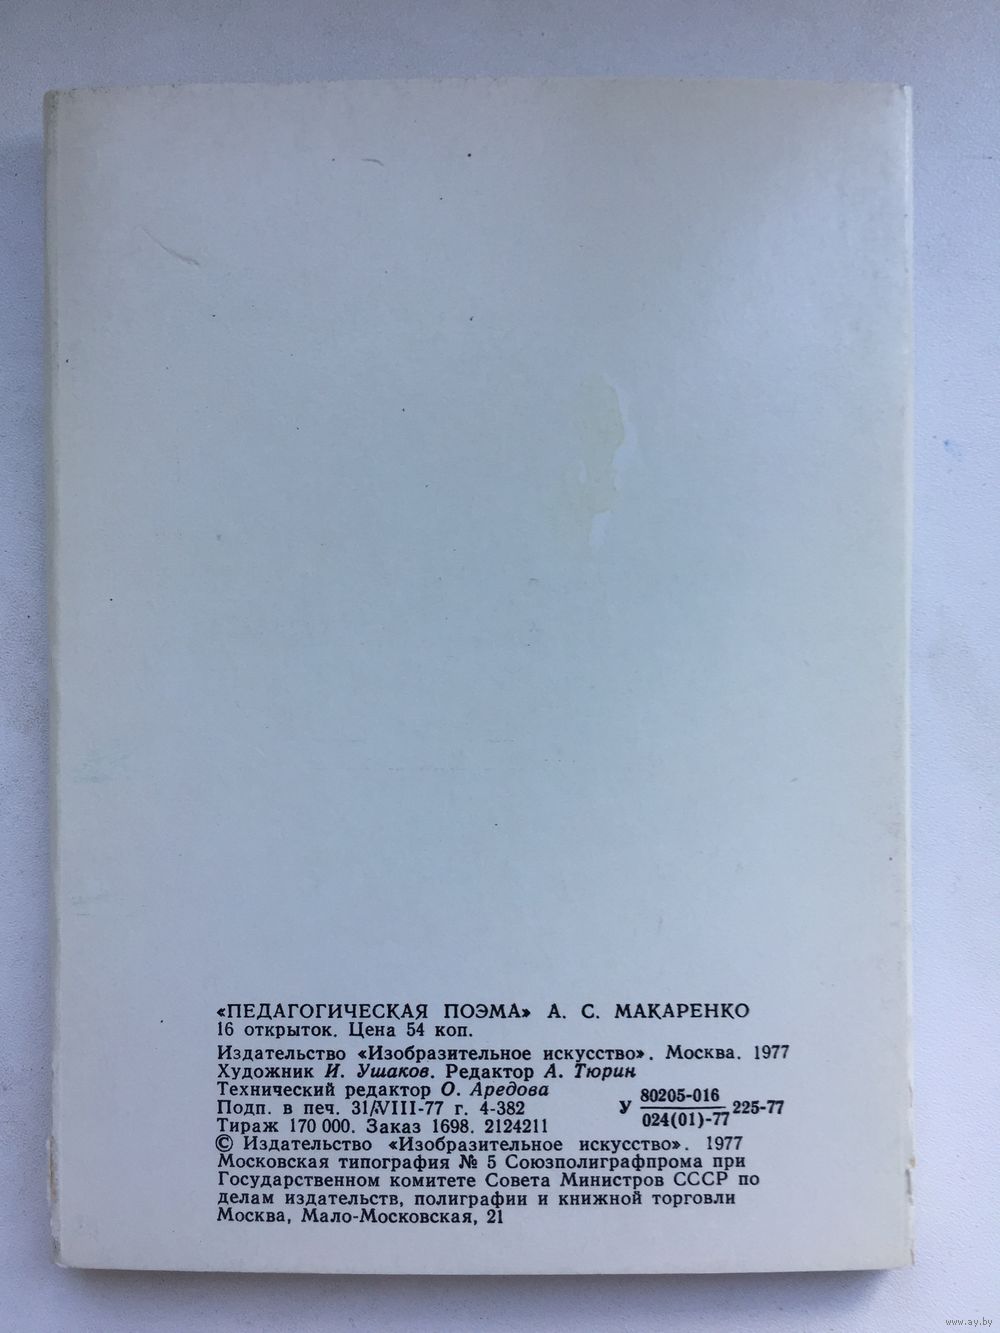 «ПЕДАГОГИЧЕСКАЯ ПОЭМА» А. С. МАКАРЕНКО
16 открыток. Цена 54 коп.
Издательство «Изобразительное искусство». Москва. 1977
Художник И. Ушаков. Редактор А. Тюрин
Технический редактор О. Аредова
Подп. в печ. 31/VIII-77 г. 4-382
Тираж 170 000. Заказ 1698. 2124211
У 80205-016
024(01)-77 225-77
© Издательство «Изобразительное искусство». 1977
Московская типография № 5 Союзполиграфпрома при
Государственном комитете Совета Министров СССР по
делам издательств, полиграфии и книжной торговли
Москва, Мало-Московская, 21
www.ay.by